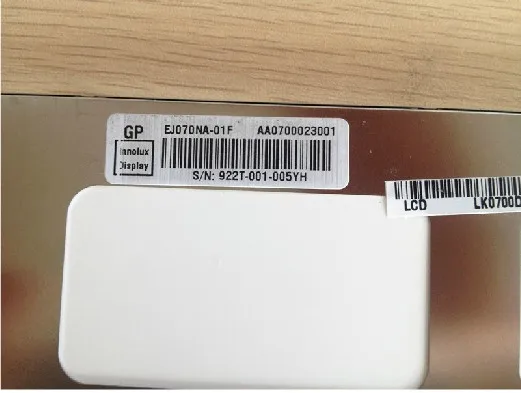 GP EJ070NA-01F AA0700023001
Innolux
Display
S/N: 922T-001-005YH
LCD LK0700D